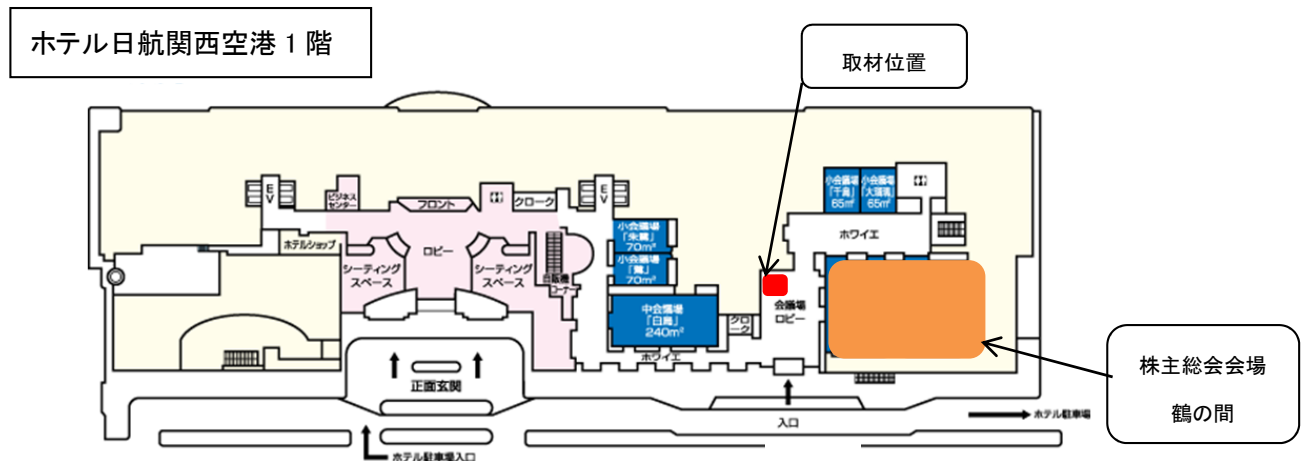 ホテル日航関西空港 1 階
取材位置
小会議場
「千鳥」
65m²
小会議場
65m²
EV
ビジネス
センター
フロント
クローク
EV
ホテルショップ
ロビー
小会議場
「朱鷺」
70m²
ホワイエ
シーティング
スペース
シーティング
スペース
自販機
コーナー
小会議場
「鷺」
70m²
中会議場
「白鳥」
240m²
クロ
ーク
会議場
ロビー
ホワイエ
正面玄関
株主総会会場
鶴の間
入口
ホテル駐車場
ホテル駐車場入口